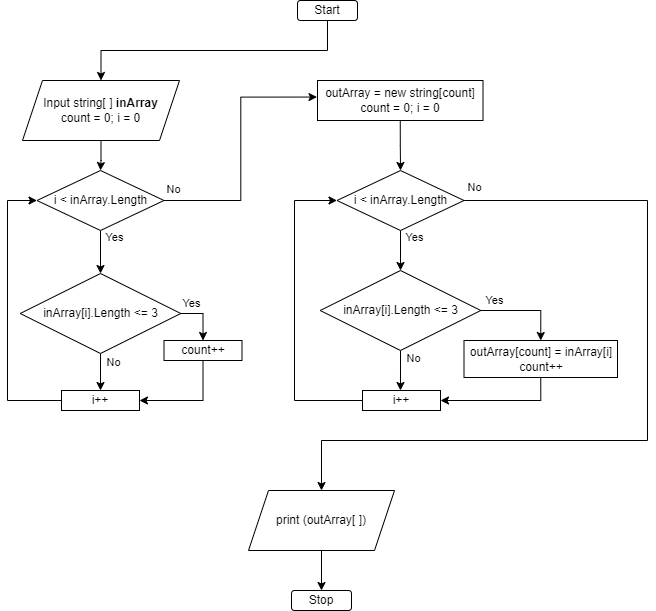 Start
Input string[ ] inArray
count = 0; i = 0
i < inArray.Length
No
Yes
inArray[i].Length <= 3
Yes
count++
No
i++
outArray = new string[count]
count = 0; i = 0
i < inArray.Length
No
Yes
inArray[i].Length <= 3
Yes
outArray[count] = inArray[i]
count++
No
i++
print (outArray[ ])
Stop